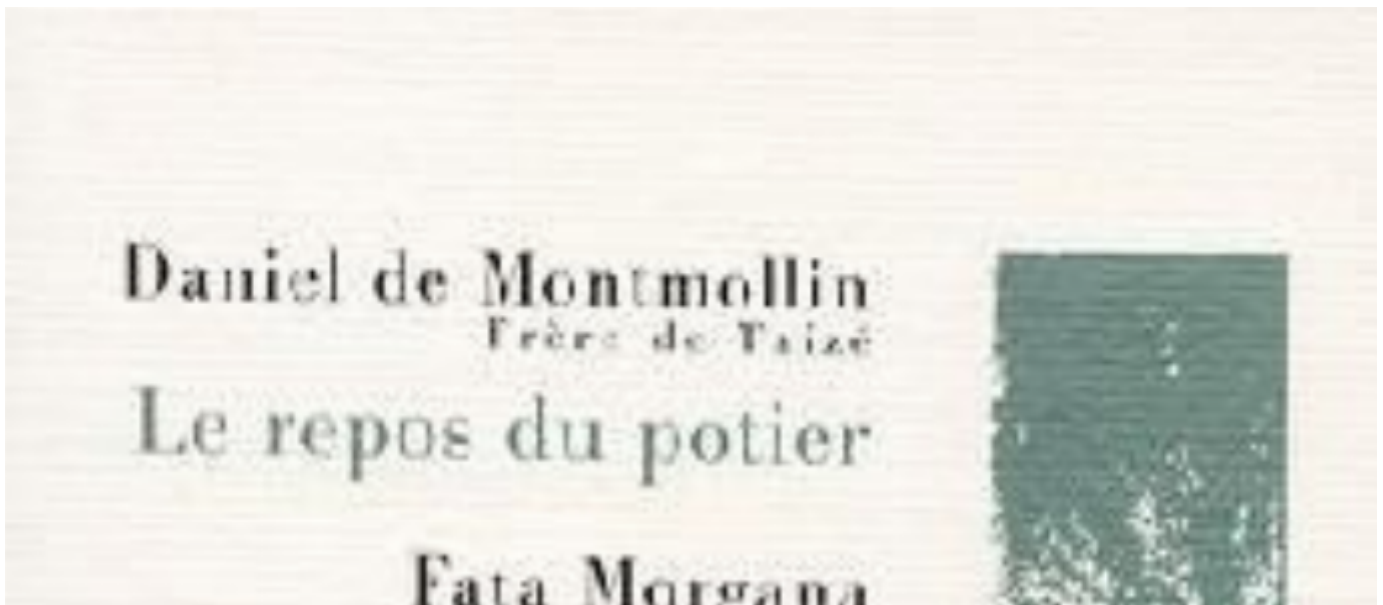 Daniel de Montmollin
Frère de Taizé
Le repos du potier
Fata Morgana